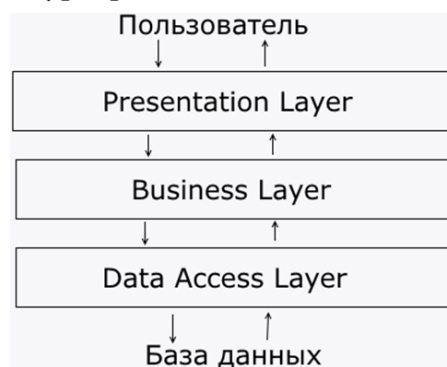 Пользователь
Presentation Layer
Business Layer
Data Access Layer
База данных